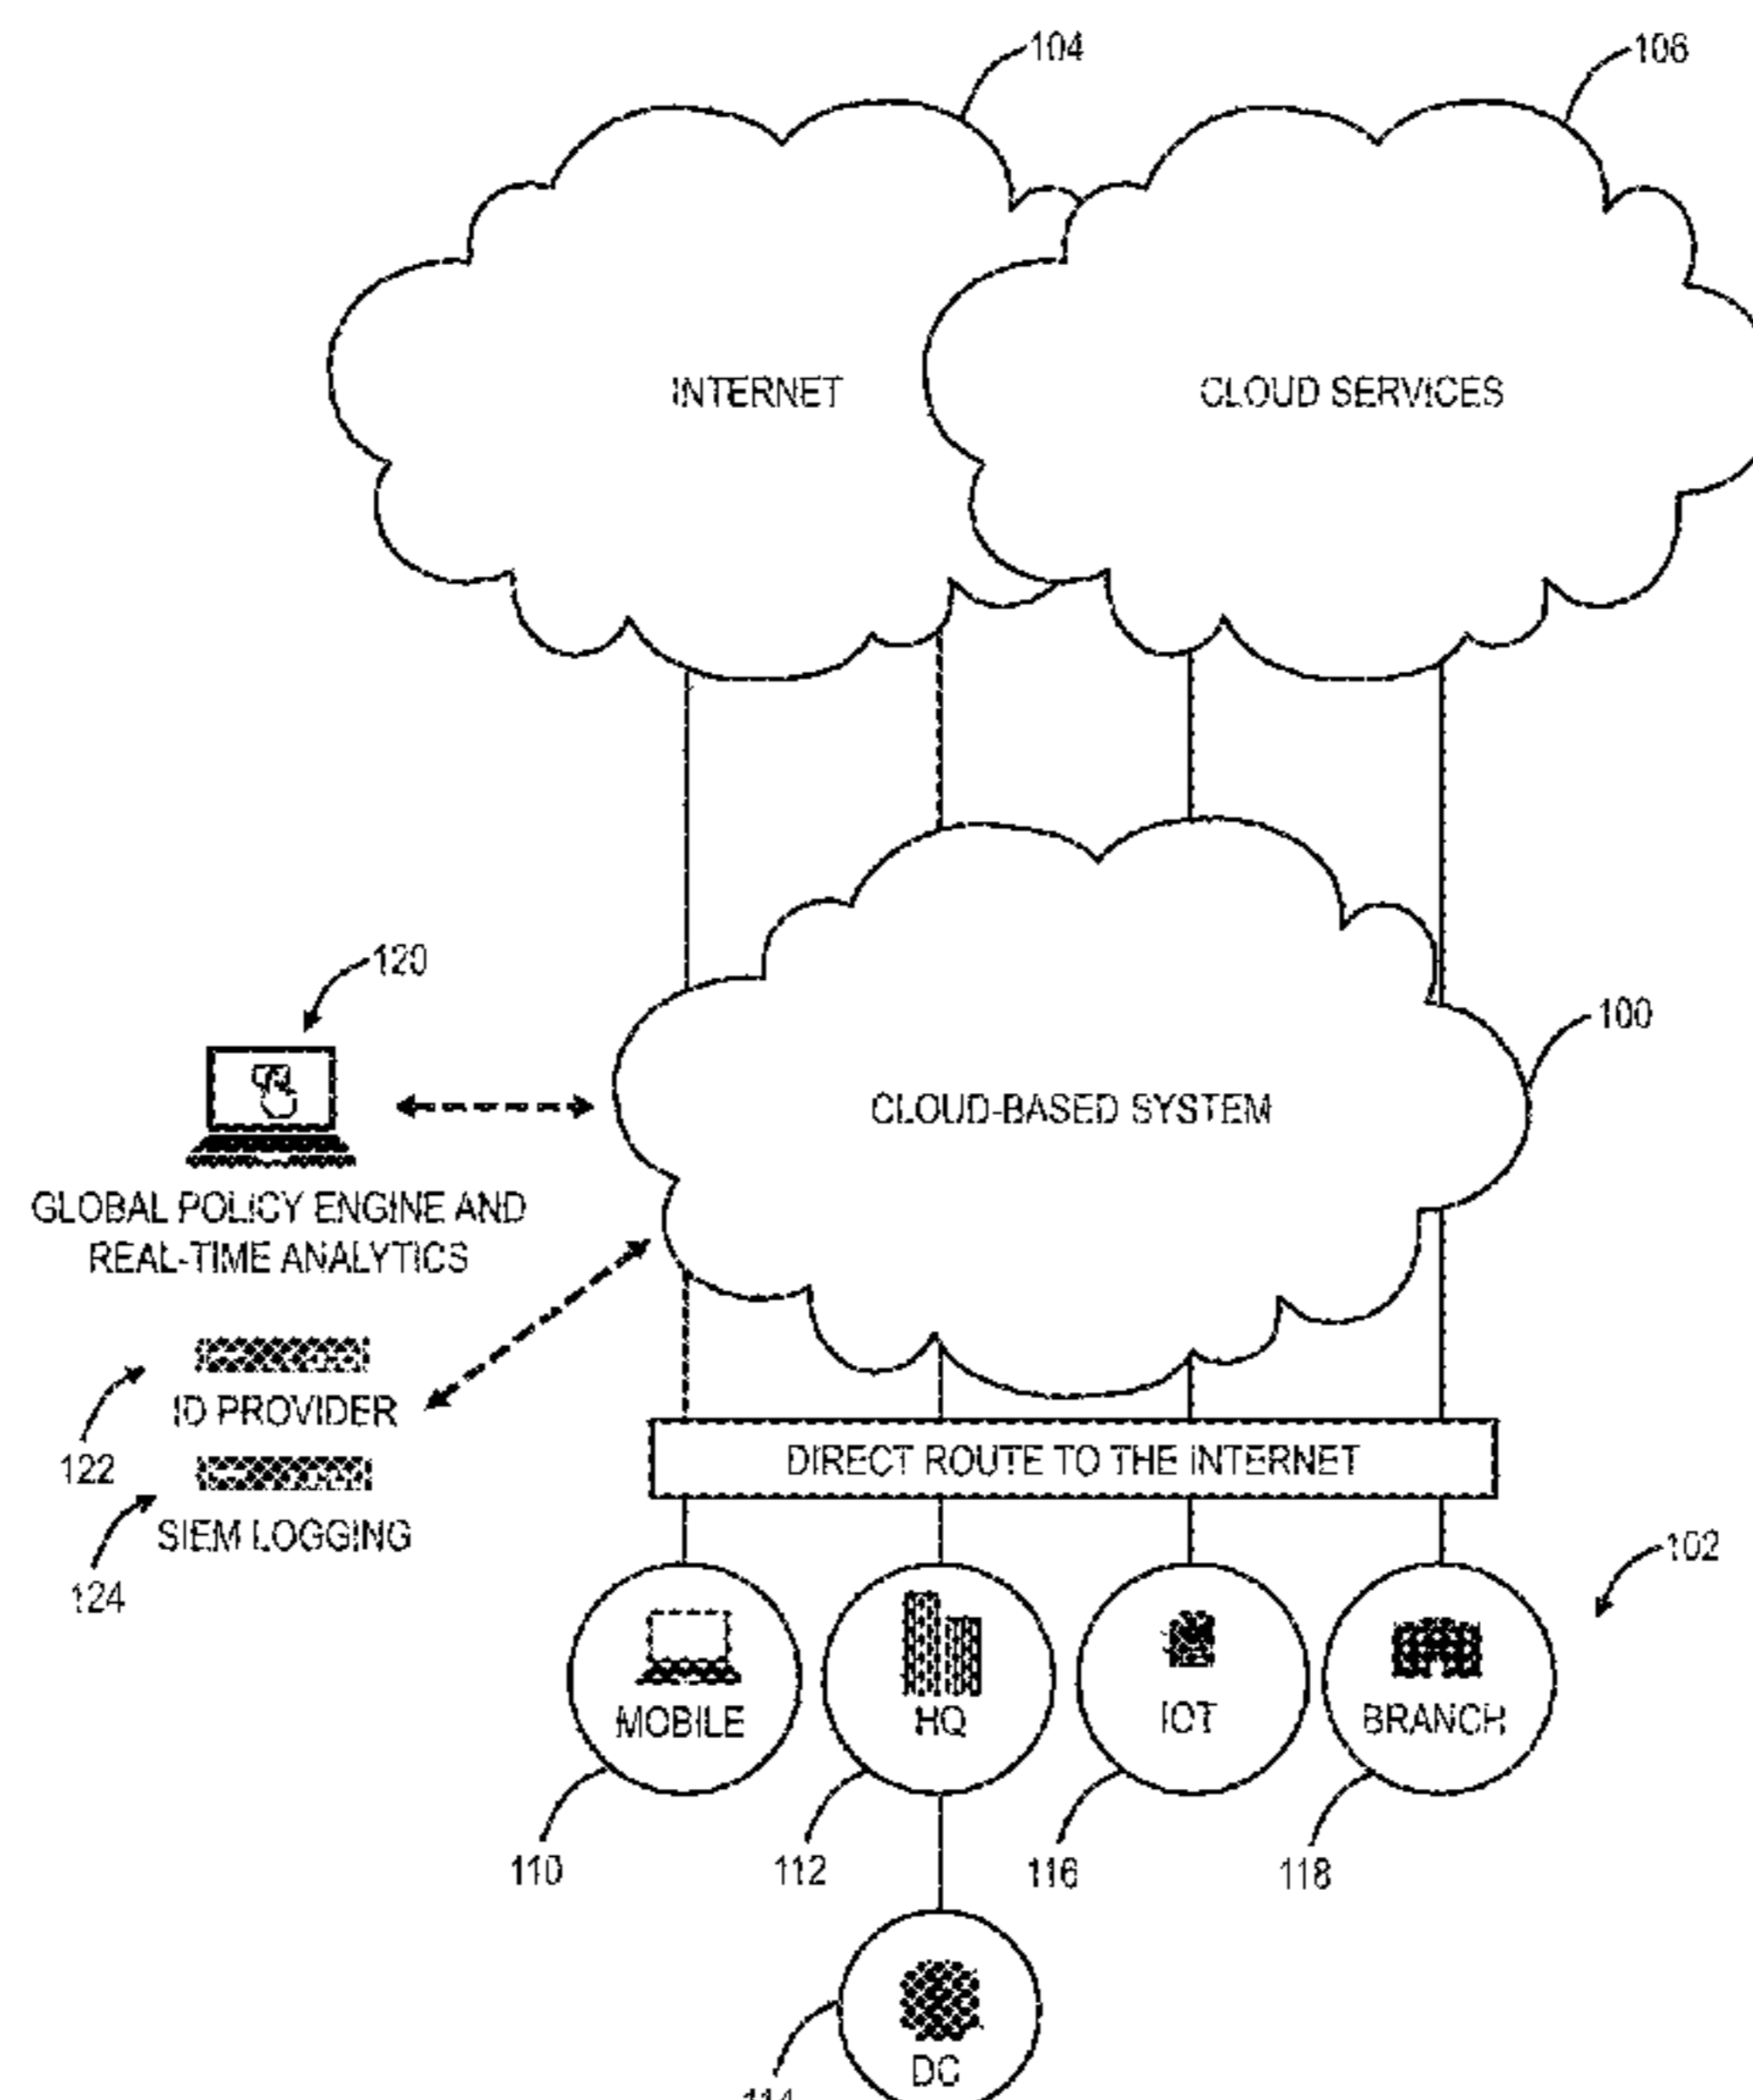 104
106
INTERNET
CLOUD SERVICES
120
100
CLOUD-BASED SYSTEM
GLOBAL POLICY ENGINE AND
REAL-TIME ANALYTICS
ID PROVIDER
122
DIRECT ROUTE TO THE INTERNET
SIEM LOGGING
124
102
MOBILE
HQ
IOT
BRANCH
110
112
116
118
DC
114